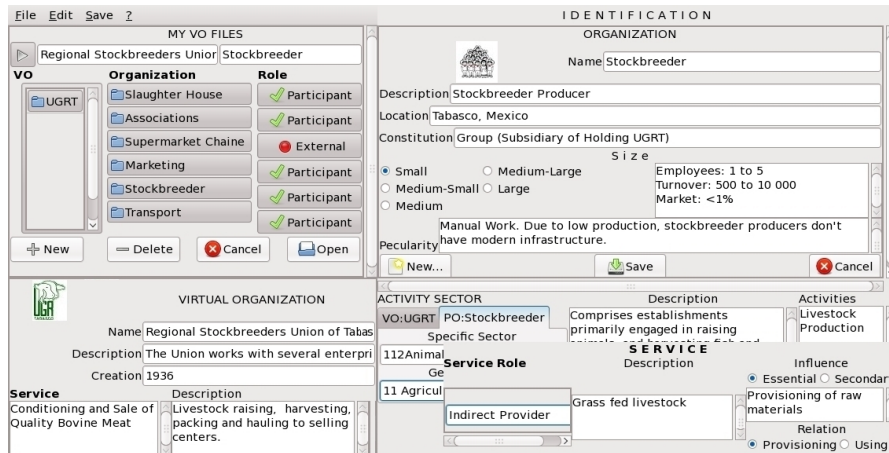 File Edit Save ?
MY VO FILES
Regional Stockbreeders Union Stockbreeder
VO Organization Role
UGRT
Slaughter House Participant
Associations Participant
Supermarket Chaine External
Marketing Participant
Stockbreeder Participant
Transport Participant
New Delete Cancel Open
IDENTIFICATION
ORGANIZATION
Name Stockbreeder
Description Stockbreeder Producer
Location Tabasco, Mexico
Constitution Group (Subsidiary of Holding UGRT)
Size
Small Medium-Large
Medium-Small Large
Medium
Employees: 1 to 5
Turnover: 500 to 10 000
Market: <1%
Pecularity
Manual Work. Due to low production, stockbreeder producers don't
have modern infrastructure.
New... Save Cancel
UGR
VIRTUAL ORGANIZATION
Name Regional Stockbreeders Union of Tabas
Description The Union works with several enterpri
Creation 1936
Service Description
Conditioning and Sale of
Quality Bovine Meat
Livestock raising, harvesting,
packing and hauling to selling
centers.
ACTIVITY SECTOR Description Activities
VO:UGRT PO:Stockbreeder
Specific Sector
112Animal
Ge
11 Agricul
Comprises establishments
primarily engaged in raising
Livestock
Production
SERVICE
Service Role Description Influence
Essential Secondar
Indirect Provider
Grass fed livestock
Provisioning of raw
materials
Relation
Provisioning Using